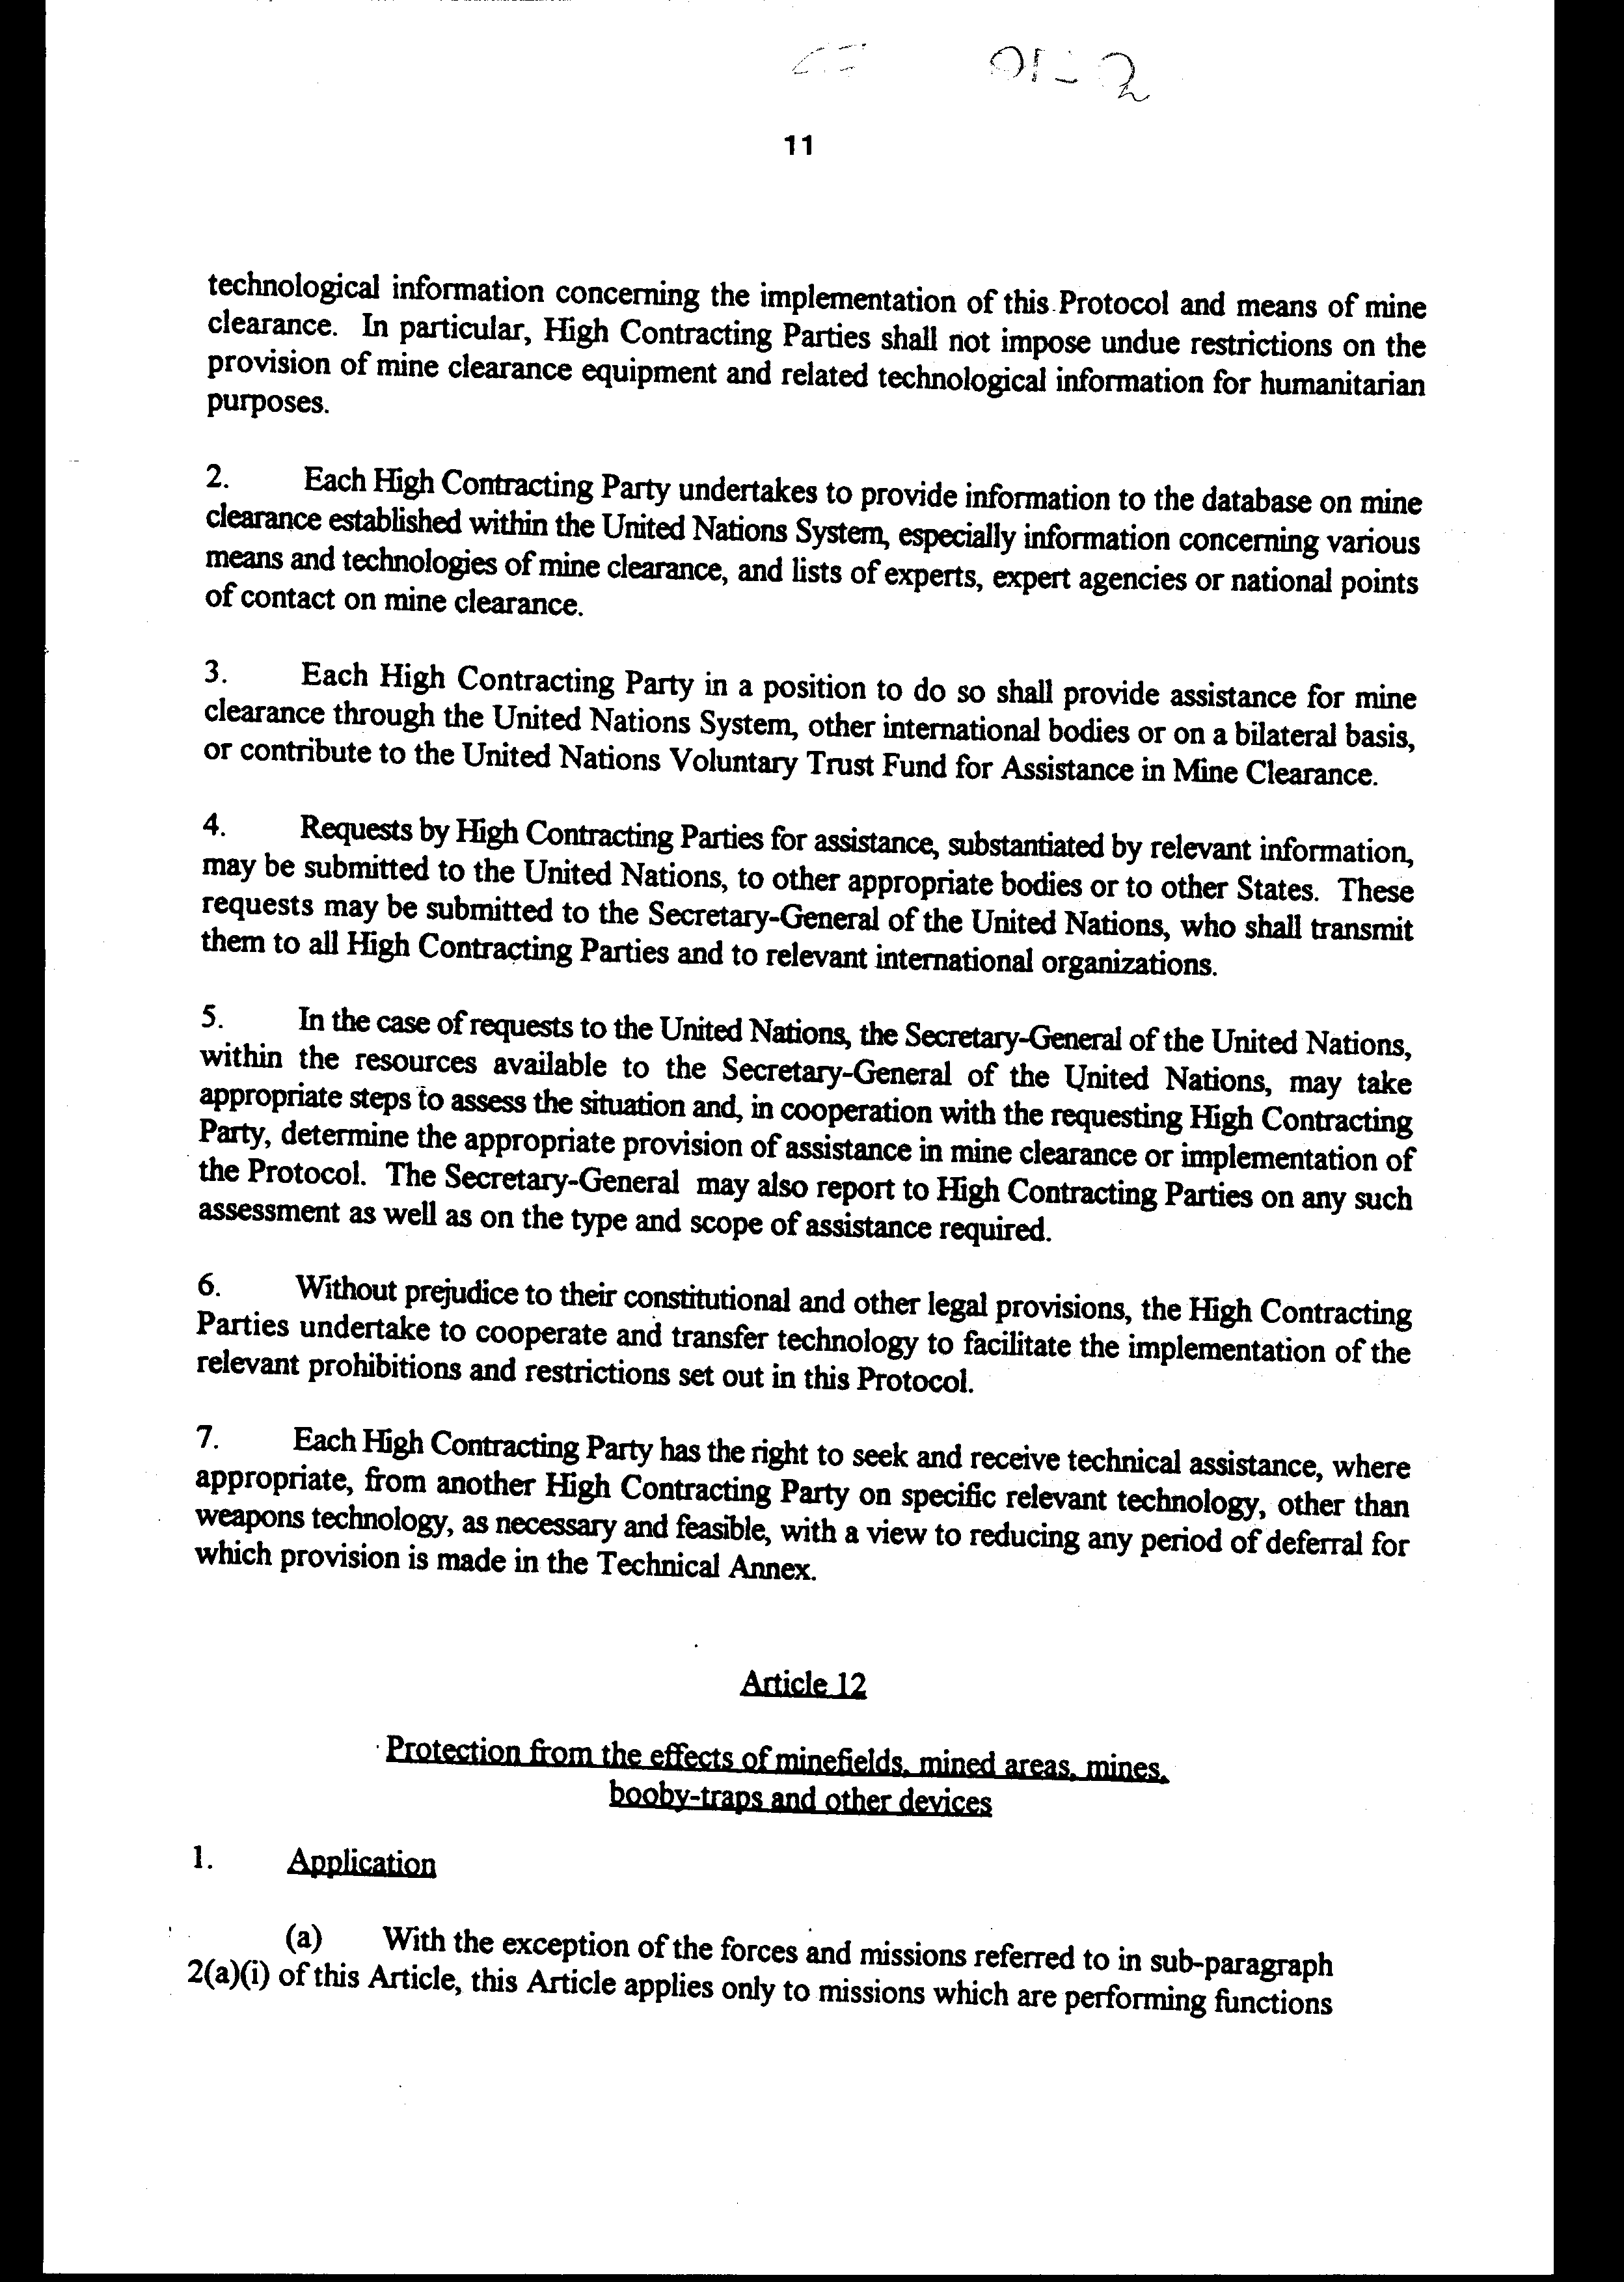 11
technological information concerning the implementation of this Protocol and means of mine
clearance. In particular, High Contracting Parties shall not impose undue restrictions on the
provision of mine clearance equipment and related technological information for humanitarian
purposes.
2. Each High Contracting Party undertakes to provide information to the database on mine
clearance established within the United Nations System, especially information concerning various
means and technologies of mine clearance, and lists of experts, expert agencies or national points
of contact on mine clearance.
3. Each High Contracting Party in a position to do so shall provide assistance for mine
clearance through the United Nations System, other international bodies or on a bilateral basis,
or contribute to the United Nations Voluntary Trust Fund for Assistance in Mine Clearance.
4. Requests by High Contracting Parties for assistance, substantiated by relevant information,
may be submitted to the United Nations, to other appropriate bodies or to other States. These
requests may be submitted to the Secretary-General of the United Nations, who shall transmit
them to all High Contracting Parties and to relevant international organizations.
5. In the case of requests to the United Nations, the Secretary-General of the United Nations,
within the resources available to the Secretary-General of the United Nations, may take
appropriate steps to assess the situation and, in cooperation with the requesting High Contracting
Party, determine the appropriate provision of assistance in mine clearance or implementation of
the Protocol. The Secretary-General may also report to High Contracting Parties on any such
assessment as well as on the type and scope of assistance required.
6. Without prejudice to their constitutional and other legal provisions, the High Contracting
Parties undertake to cooperate and transfer technology to facilitate the implementation of the
relevant prohibitions and restrictions set out in this Protocol.
7. Each High Contracting Party has the right to seek and receive technical assistance, where
appropriate, from another High Contracting Party on specific relevant technology, other than
weapons technology, as necessary and feasible, with a view to reducing any period of deferral for
which provision is made in the Technical Annex.
Article 12
Protection from the effects of minefields, mined areas, mines,
booby-traps and other devices
1. Application
(a) With the exception of the forces and missions referred to in sub-paragraph
2(a)(i) of this Article, this Article applies only to missions which are performing functions